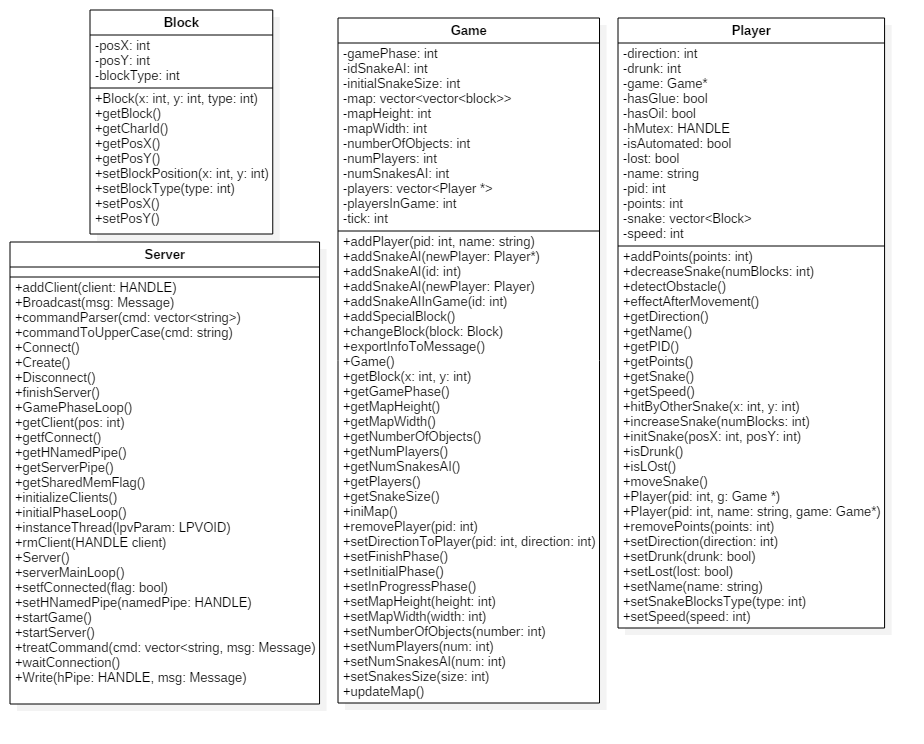 Block
-posX: int
-posY: int
-blockType: int
+Block(x: int, y: int, type: int)
+getBlock()
+getCharId()
+getPosX()
+getPosY()
+setBlockPosition(x: int, y: int)
+setBlockType(type: int)
+setPosX()
+setPosY()
Server
+addClient(client: HANDLE)
+Broadcast(msg: Message)
+commandParser(cmd: vector<string>)
+commandToUpperCase(cmd: string)
+Connect()
+Create()
+Disconnect()
+finishServer()
+GamePhaseLoop()
+getClient(pos: int)
+getfConnect()
+getHNamedPipe()
+getServerPipe()
+getSharedMemFlag()
+initializeClients()
+initialPhaseLoop()
+instanceThread(lpvParam: LPVOID)
+rmClient(HANDLE client)
+Server()
+serverMainLoop()
+setfConnected(flag: bool)
+setHNamedPipe(namedPipe: HANDLE)
+startGame()
+startServer()
+treatCommand(cmd: vector<string, msg: Message)
+waitConnection()
+Write(hPipe: HANDLE, msg: Message)
Game
-gamePhase: int
-idSnakeAI: int
-initialSnakeSize: int
-map: vector<vector<block>>
-mapHeight: int
-mapWidth: int
-numberOfObjects: int
-numPlayers: int
-numSnakesAI: int
-players: vector<Player *>
-playersInGame: int
-tick: int
+addPlayer(pid: int, name: string)
+addSnakeAI(newPlayer: Player*)
+addSnakeAI(id: int)
+addSnakeAI(newPlayer: Player)
+addSnakeAIInGame(id: int)
+addSpecialBlock()
+changeBlock(block: Block)
+exportInfoToMessage()
+Game()
+getBlock(x: int, y: int)
+getGamePhase()
+getMapHeight()
+getMapWidth()
+getNumberOfObjects()
+getNumPlayers()
+getNumSnakesAI()
+getPlayers()
+getSnakeSize()
+iniMap()
+removePlayer(pid: int)
+setDirectionToPlayer(pid: int, direction: int)
+setFinishPhase()
+setInitialPhase()
+setInProgressPhase()
+setMapHeight(height: int)
+setMapWidth(width: int)
+setNumberOfObjects(number: int)
+setNumPlayers(num: int)
+setNumSnakesAI(num: int)
+setSnakesSize(size: int)
+updateMap()
Player
-direction: int
-drunk: int
-game: Game*
-hasGlue: bool
-hasOil: bool
-hMutex: HANDLE
-isAutomated: bool
-lost: bool
-name: string
-pid: int
-points: int
-snake: vector<Block>
-speed: int
+addPoints(points: int)
+decreaseSnake(numBlocks: int)
+detectObstacle()
+effectAfterMovement()
+getDirection()
+getName()
+getPID()
+getPoints()
+getSnake()
+getSpeed()
+hitByOtherSnake(x: int, y: int)
+increaseSnake(numBlocks: int)
+initSnake(posX: int, posY: int)
+isDrunk()
+isLOst()
+moveSnake()
+Player(pid: int, g: Game *)
+Player(pid: int, name: string, game: Game*)
+removePoints(points: int)
+setDirection(direction: int)
+setDrunk(drunk: bool)
+setLost(lost: bool)
+setName(name: string)
+setSnakeBlocksType(type: int)
+setSpeed(speed: int)